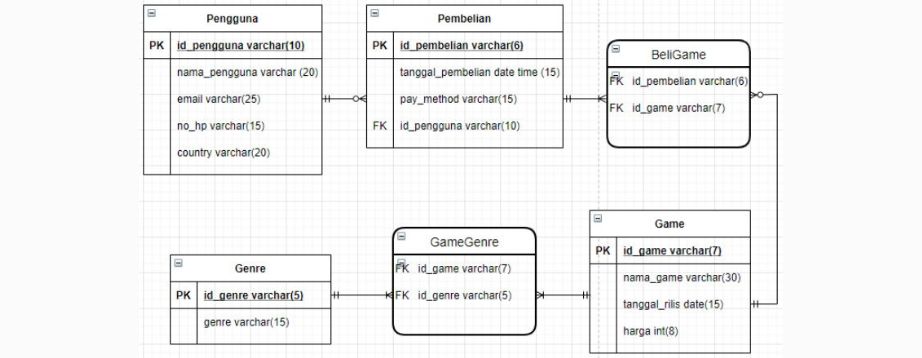 Pengguna
PK id_pengguna varchar(10)
nama_pengguna varchar (20)
email varchar(25)
no_hp varchar(15)
country varchar(20)
Pembelian
PK id_pembelian varchar(6)
tanggal_pembelian date time (15)
pay_method varchar(15)
FK id_pengguna varchar(10)
BeliGame
FK id_pembelian varchar(6)
FK id_game varchar(7)
Genre
PK id_genre varchar(5)
genre varchar(15)
GameGenre
FK id_game varchar(7)
FK id_genre varchar(5)
Game
PK id_game varchar(7)
nama_game varchar(30)
tanggal_rilis date(15)
harga int(8)